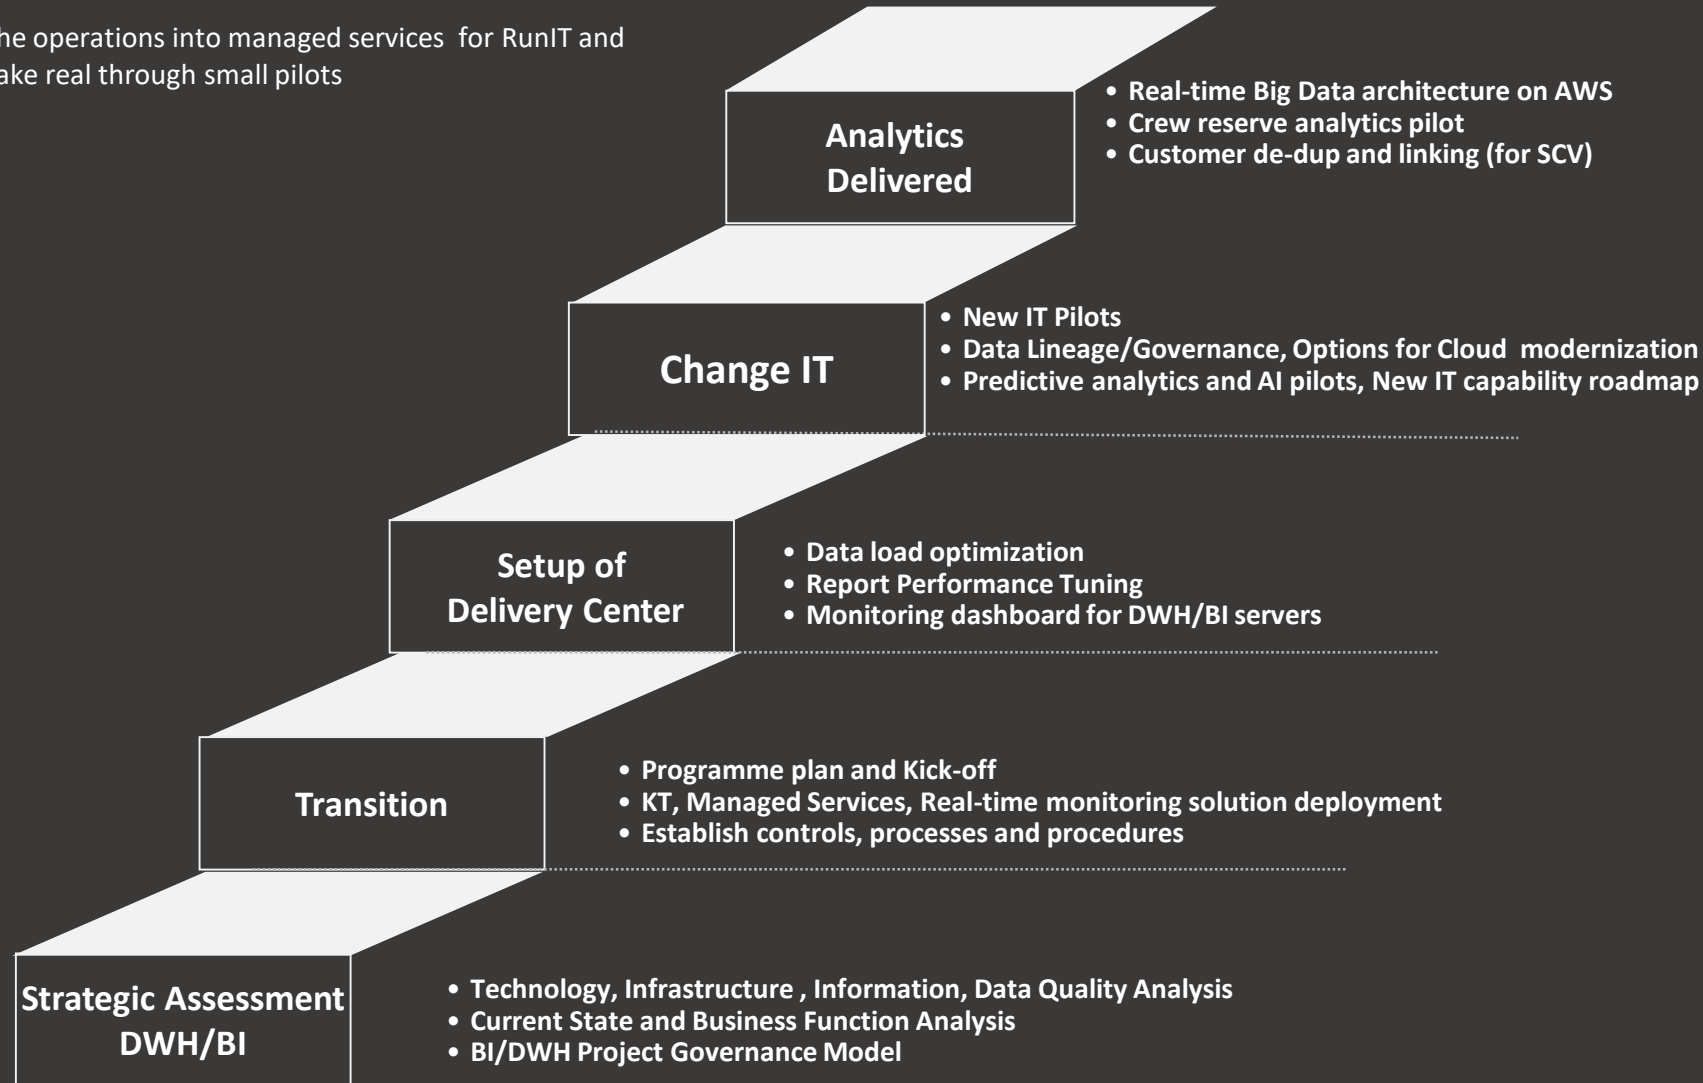 he operations into managed services for RunIT and
ake real through small pilots
Analytics
Delivered
• Real-time Big Data architecture on AWS
• Crew reserve analytics pilot
• Customer de-dup and linking (for SCV)
Change IT
• New IT Pilots
• Data Lineage/Governance, Options for Cloud modernization
• Predictive analytics and AI pilots, New IT capability roadmap
Setup of
Delivery Center
• Data load optimization
• Report Performance Tuning
• Monitoring dashboard for DWH/BI servers
Transition
• Programme plan and Kick-off
• KT, Managed Services, Real-time monitoring solution deployment
• Establish controls, processes and procedures
Strategic Assessment
DWH/BI
• Technology, Infrastructure , Information, Data Quality Analysis
• Current State and Business Function Analysis
• BI/DWH Project Governance Model